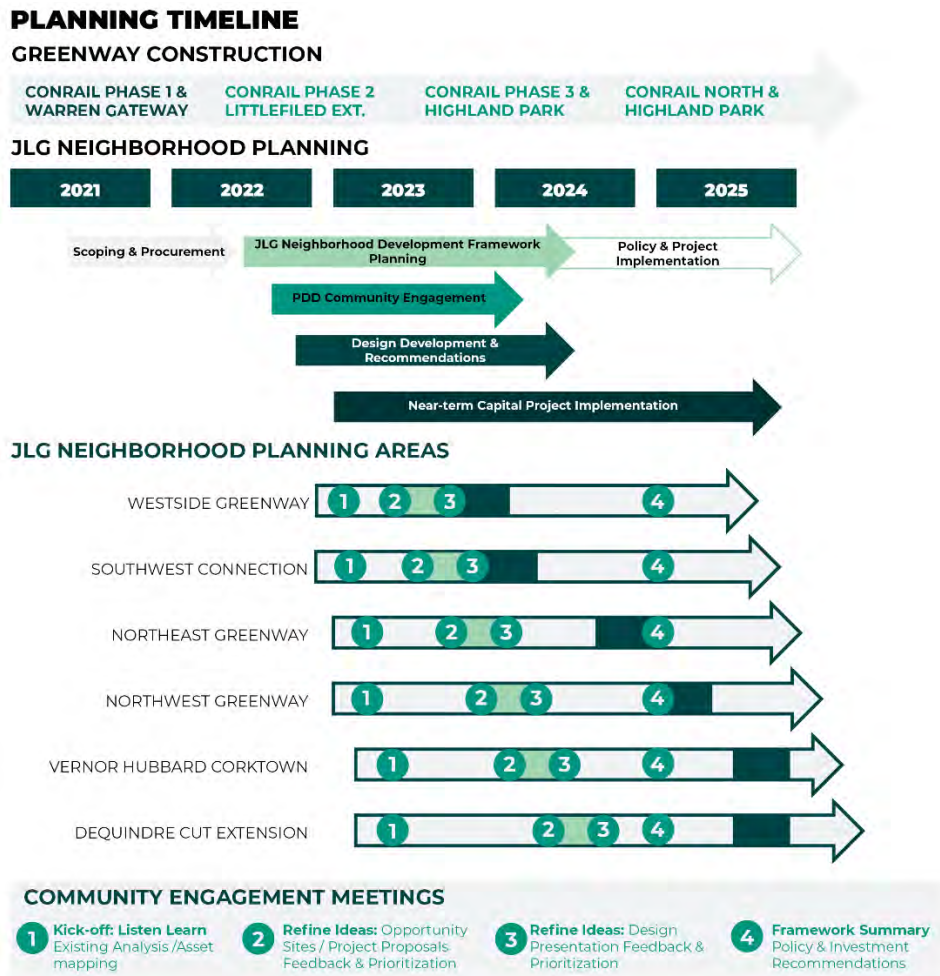 PLANNING TIMELINE
GREENWAY CONSTRUCTION
CONRAIL PHASE 1 &
WARREN GATEWAY
CONRAIL PHASE 2
LITTLEFILED EXT.
CONRAIL PHASE 3 &
HIGHLAND PARK
CONRAIL NORTH &
HIGHLAND PARK
JLG NEIGHBORHOOD PLANNING
2021
2022
2023
2024
2025
Scoping & Procurement
JLG Neighborhood Development Framework
Planning
Policy & Project
Implementation
PDD Community Engagement
Design Development &
Recommendations
Near-term Capital Project Implementation
JLG NEIGHBORHOOD PLANNING AREAS
WESTSIDE GREENWAY
1 2 3 4
SOUTHWEST CONNECTION
1 2 3 4
NORTHEAST GREENWAY
1 2 3 4
NORTHWEST GREENWAY
1 2 3 4
VERNOR HUBBARD CORKTOWN
1 2 3 4
DEQUINDRE CUT EXTENSION
1 2 3 4
COMMUNITY ENGAGEMENT MEETINGS
1
Kick-off: Listen Learn
Existing Analysis /Asset
mapping
2
Refine Ideas: Opportunity
Sites / Project Proposals
Feedback & Prioritization
3
Refine Ideas: Design
Presentation Feedback &
Prioritization
4
Framework Summary
Policy & Investment
Recommendations